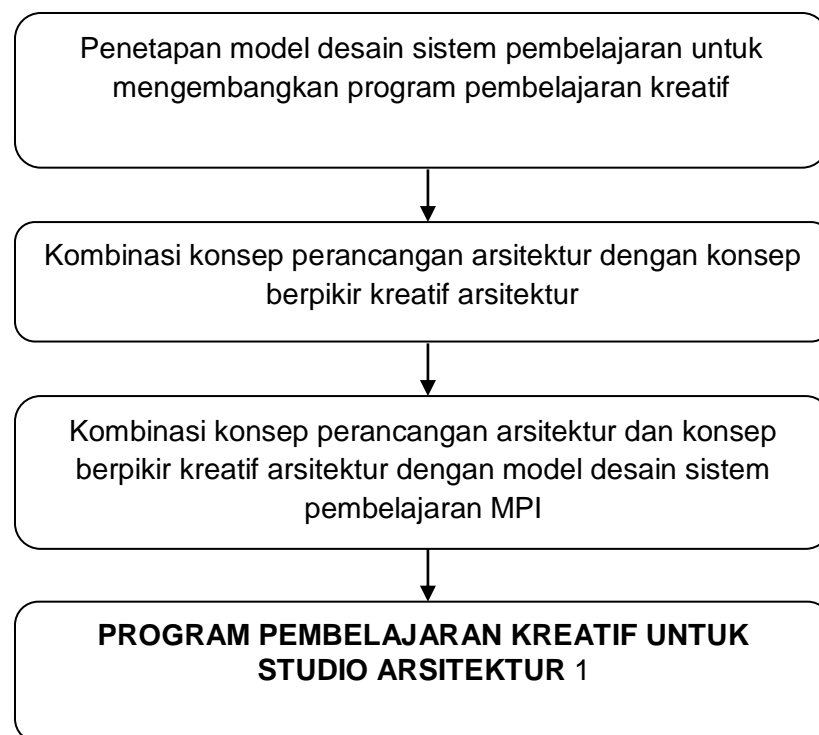 Penetapan model desain sistem pembelajaran untuk
mengembangkan program pembelajaran kreatif
Kombinasi konsep perancangan arsitektur dengan konsep
berpikir kreatif arsitektur
Kombinasi konsep perancangan arsitektur dan konsep
berpikir kreatif arsitektur dengan model desain sistem
pembelajaran MPI
PROGRAM PEMBELAJARAN KREATIF UNTUK
STUDIO ARSITEKTUR 1